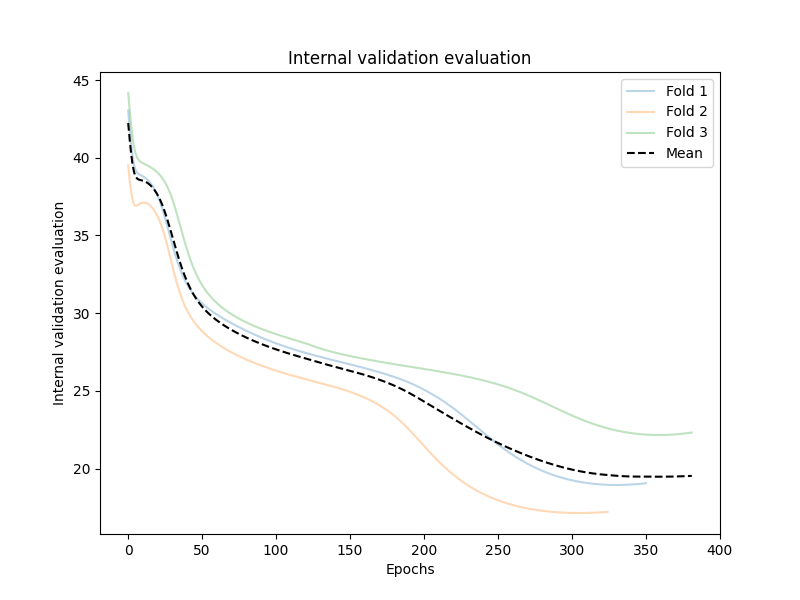 Internal validation evaluation
Fold 1
Fold 2
Fold 3
Mean
Internal validation evaluation
45
40
35
30
25
20
0 50 100 150 200 250 300 350 400
Epochs